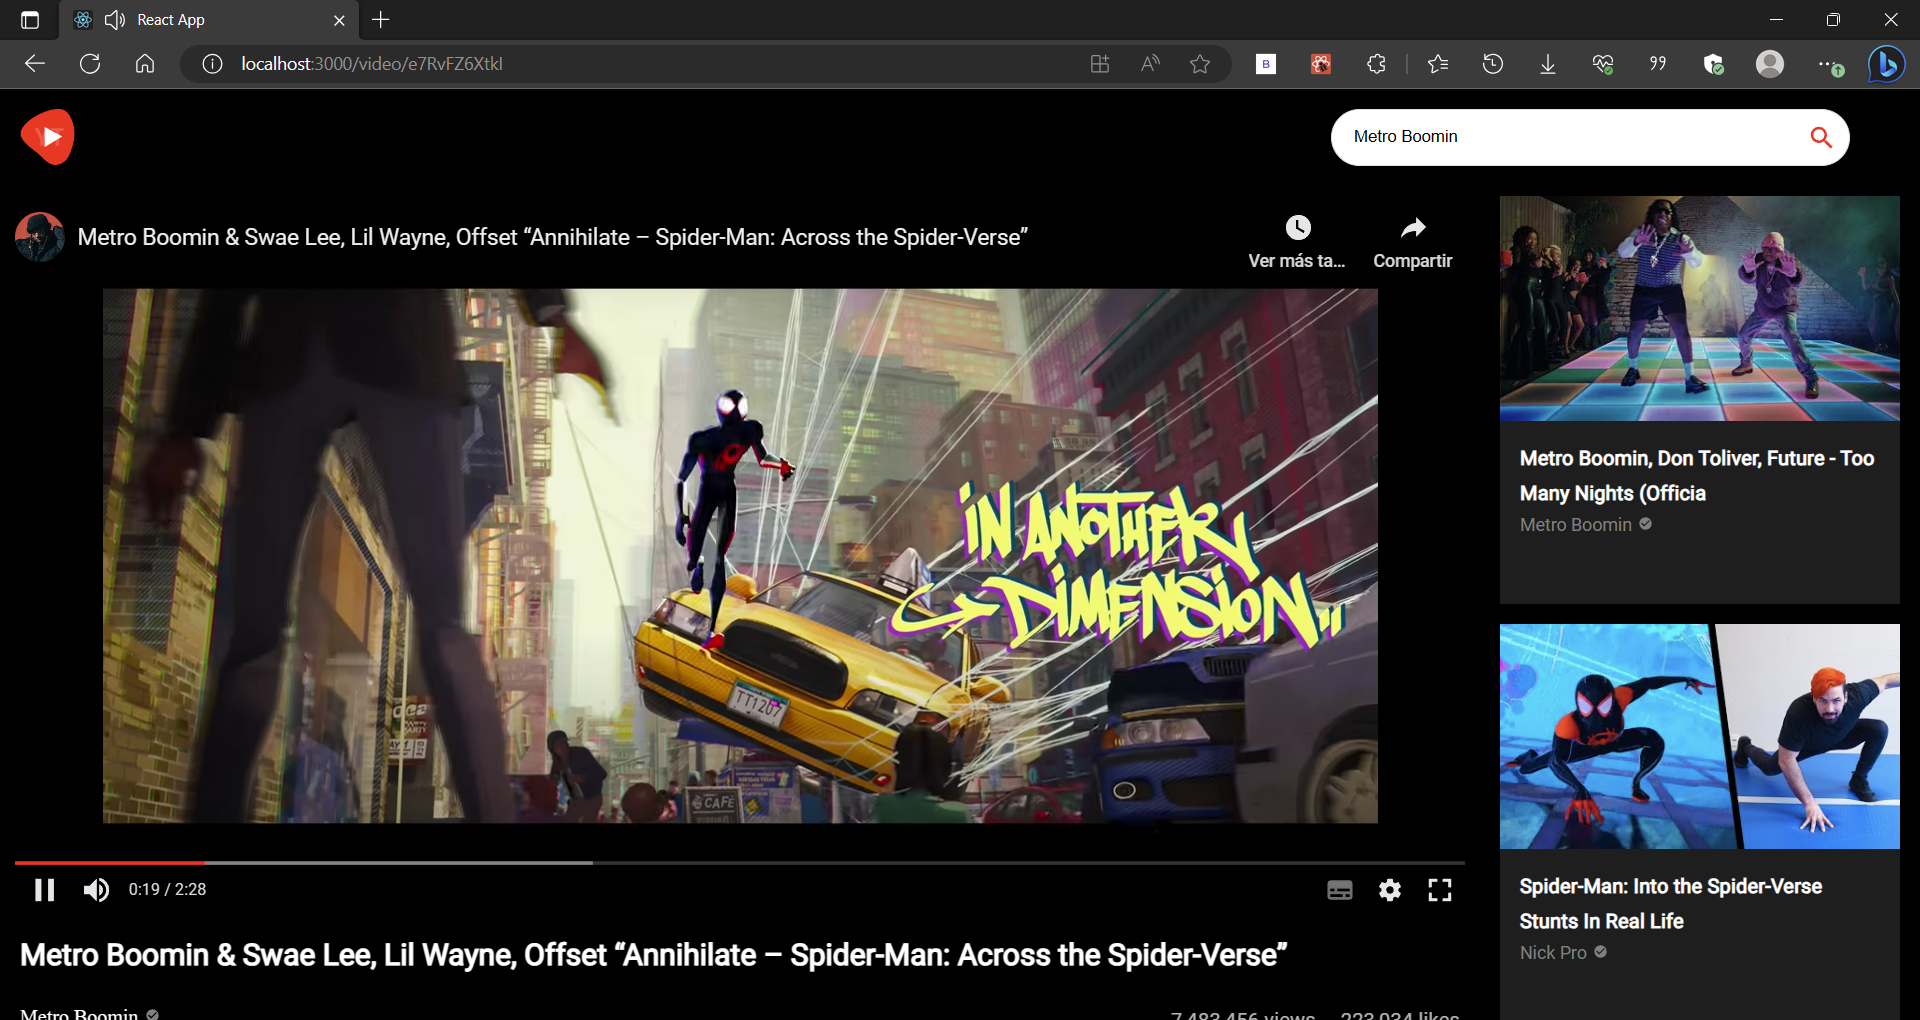 React App
localhost:3000/video/e7RvFZ6Xtkl
Metro Boomin
Metro Boomin & Swae Lee, Lil Wayne, Offset “Annihilate – Spider-Man: Across the Spider-Verse”
Ver más ta...
Compartir
IN ANOTHER
DIMENSION..
TT1207
CAFÉ
0:19 / 2:28
Metro Boomin & Swae Lee, Lil Wayne, Offset “Annihilate – Spider-Man: Across the Spider-Verse”
Metro Boomin
7,483,456 views
223,034 likes
Metro Boomin, Don Toliver, Future - Too
Many Nights (Officia
Metro Boomin
Spider-Man: Into the Spider-Verse
Stunts In Real Life
Nick Pro